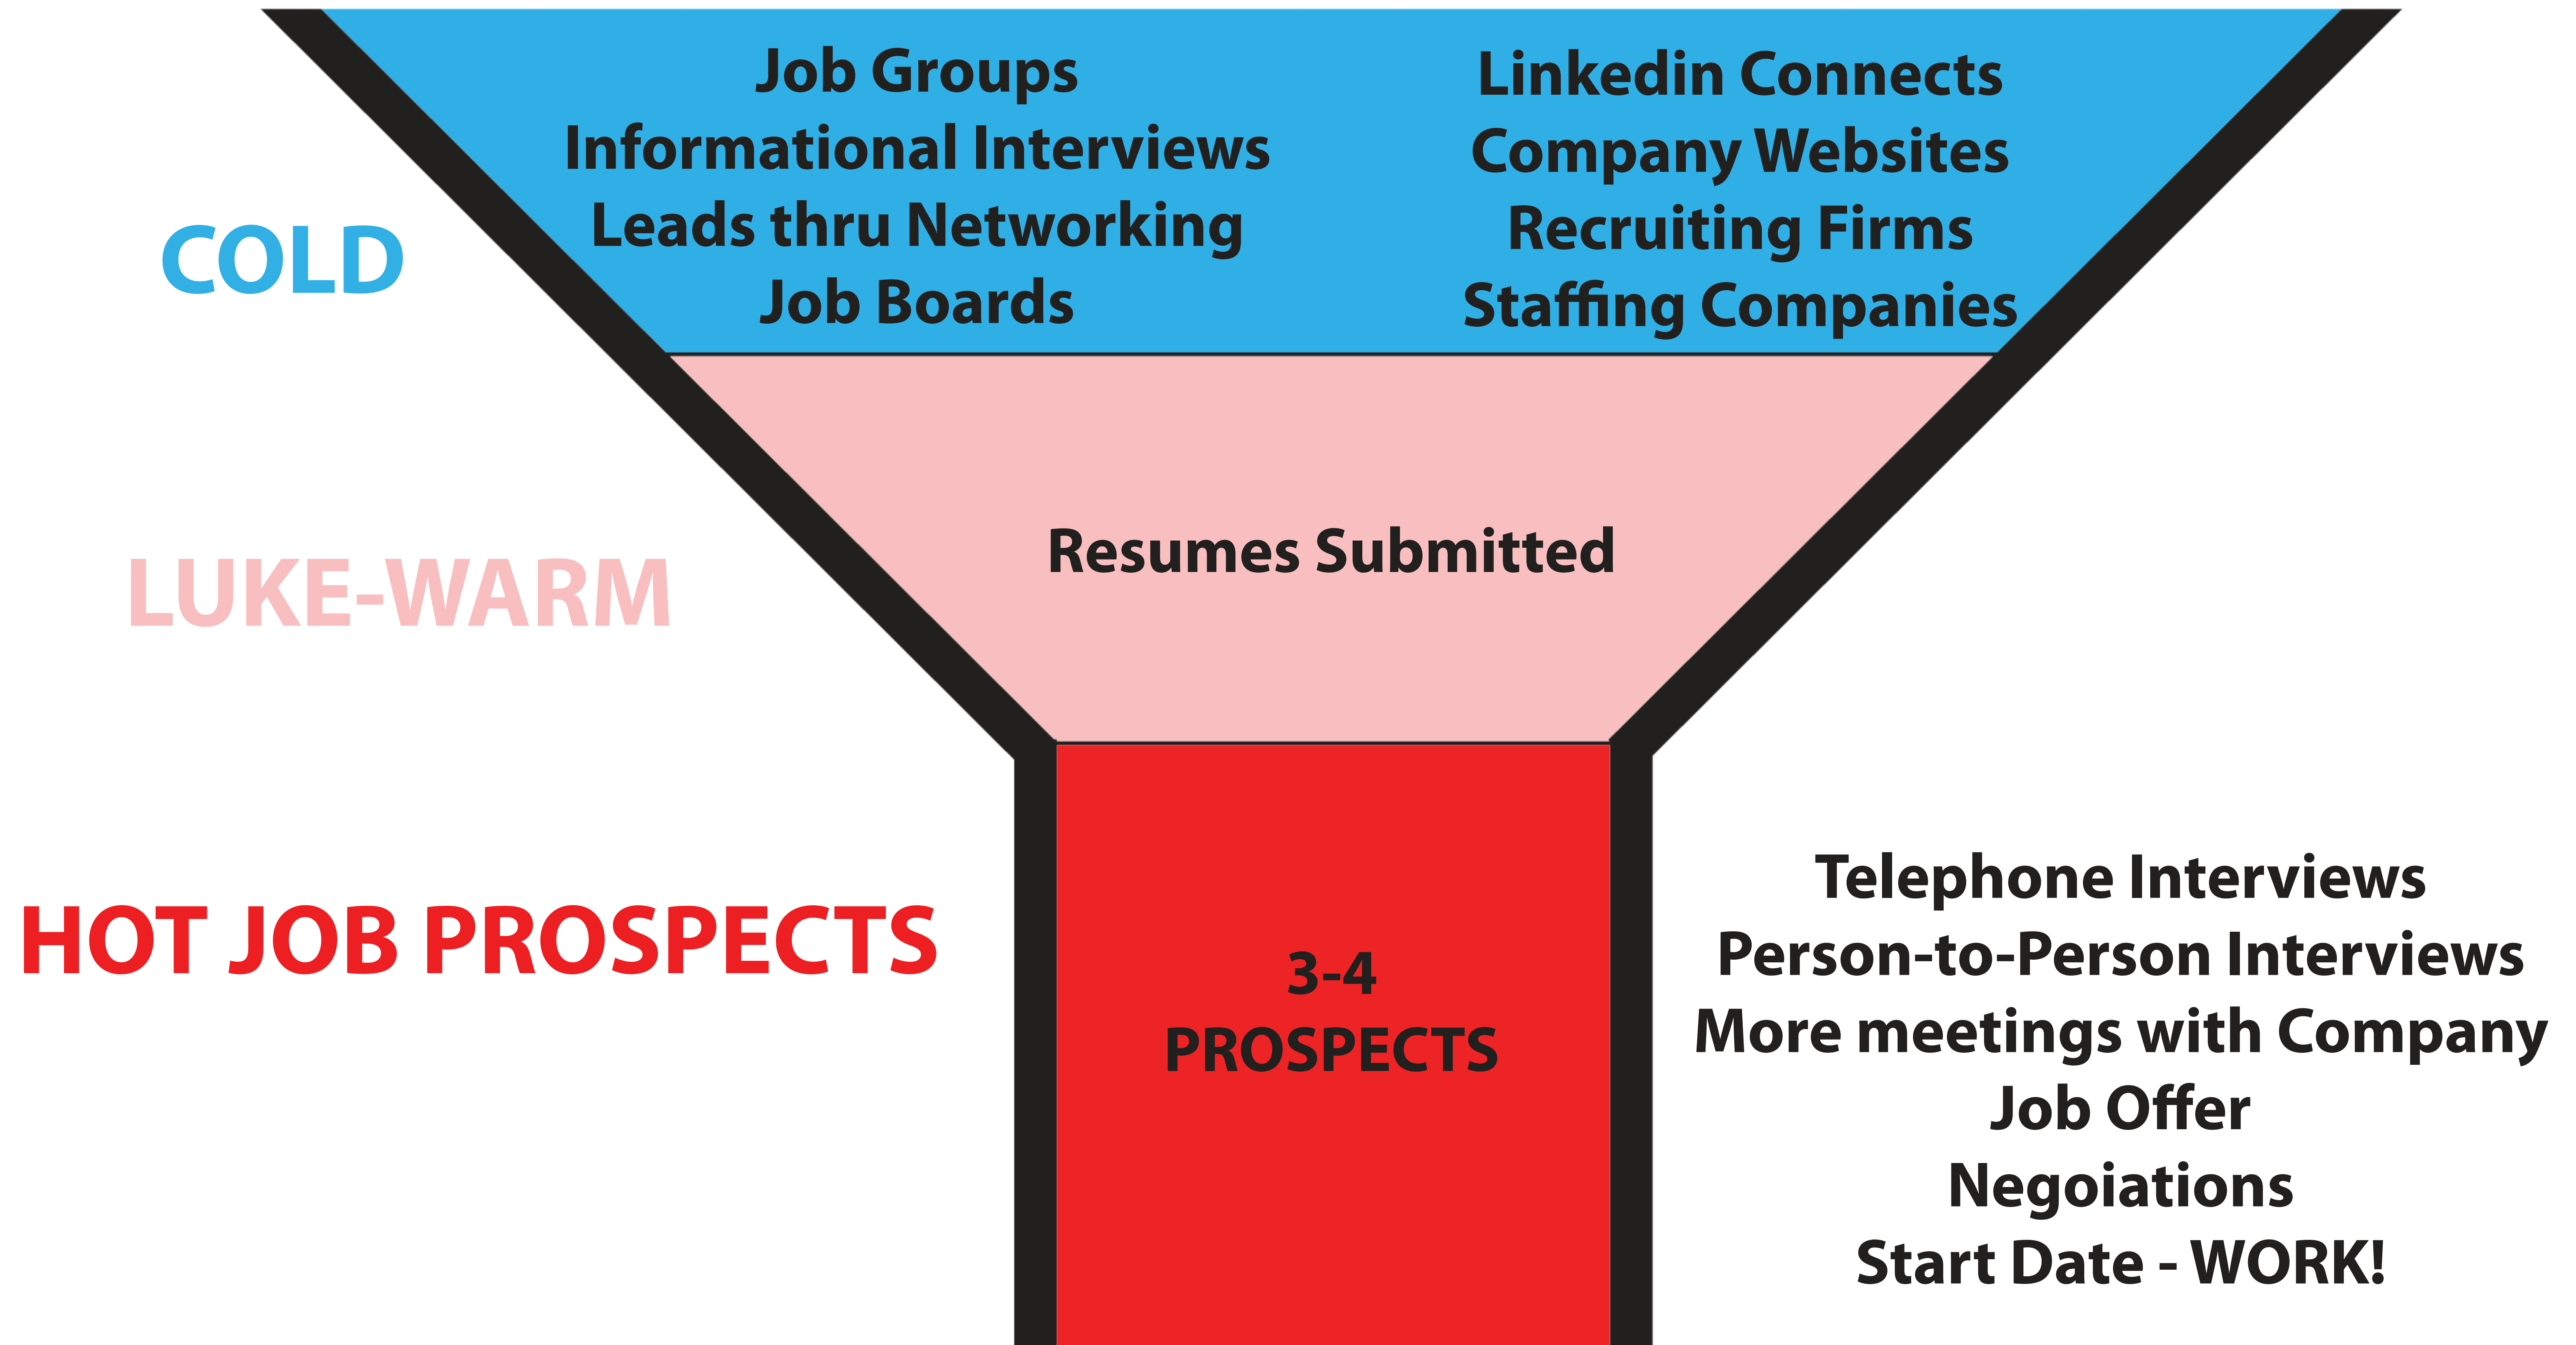 Job Groups
Informational Interviews
Leads thru Networking
Job Boards
Linkedin Connects
Company Websites
Recruiting Firms
Staffing Companies
COLD
Resumes Submitted
LUKE-WARM
HOT JOB PROSPECTS
3-4
PROSPECTS
Telephone Interviews
Person-to-Person Interviews
More meetings with Company
Job Offer
Negoiations
Start Date - WORK!